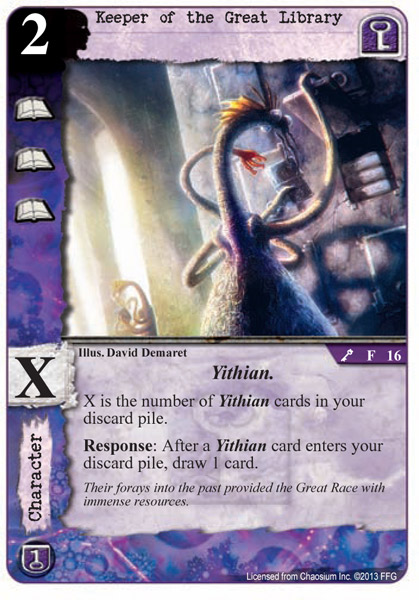 Keeper of the Great Library
2
Illus. David Demaret
F 16
X
Yithian.
X is the number of Yithian cards in your
discard pile.
Response: After a Yithian card enters your
discard pile, draw 1 card.
Their forays into the past provided the Great Race with
immense resources.
Character
1
Licensed from Chaosium Inc. ©2013 FFG